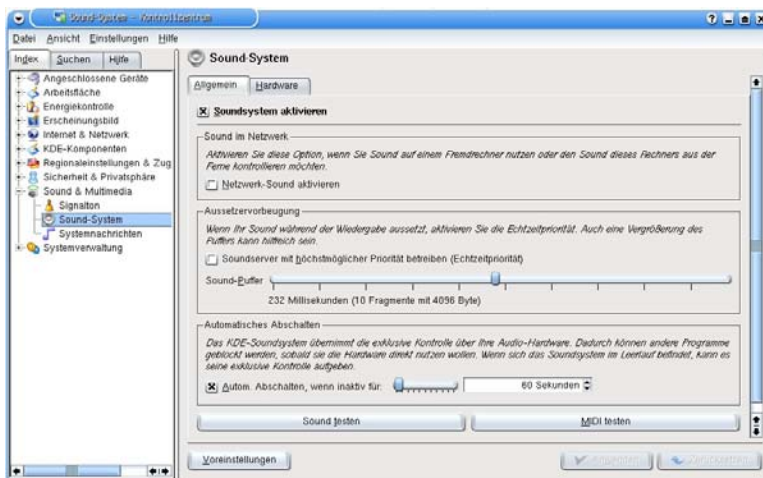 Sound-System - Kontrollzentrum
Datei Ansicht Einstellungen Hilfe
Index Suchen Hilfe
Angeschlossene Geräte
Arbeitsfläche
Energiekontrolle
Erscheinungsbild
Internet & Netzwerk
KDE-Komponenten
Regionaleinstellungen & Zug
Sicherheit & Privatsphäre
Sound & Multimedia
Signalton
Sound-System
Systemnachrichten
Systemverwaltung
Sound-System
Allgemein Hardware
Soundsystem aktivieren
Sound im Netzwerk
Aktivieren Sie diese Option, wenn Sie Sound auf einem Fremdrechner nutzen oder den Sound dieses Rechners aus der
Ferne kontrollieren möchten.
Netzwerk-Sound aktivieren
Aussetzervorbeugung
Wenn Ihr Sound während der Wiedergabe aussetzt, aktivieren Sie die Echtzeitpriorität. Auch eine Vergrößerung des
Puffers kann hilfreich sein.
Soundserver mit höchstmöglicher Priorität betreiben (Echtzeitpriorität)
Sound-Puffer
232 Millisekunden (10 Fragmente mit 4096 Byte)
Automatisches Abschalten
Das KDE-Soundsystem übernimmt die exklusive Kontrolle über Ihre Audio-Hardware. Dadurch können andere Programme
geblockt werden, sobald sie die Hardware direkt nutzen wollen. Wenn sich das Soundsystem im Leerlauf befindet, kann es
seine exklusive Kontrolle aufgeben.
Autom. Abschalten, wenn inaktiv für: 60 Sekunden
Sound testen MIDI testen
Voreinstellungen Anwenden Zurücksetzen